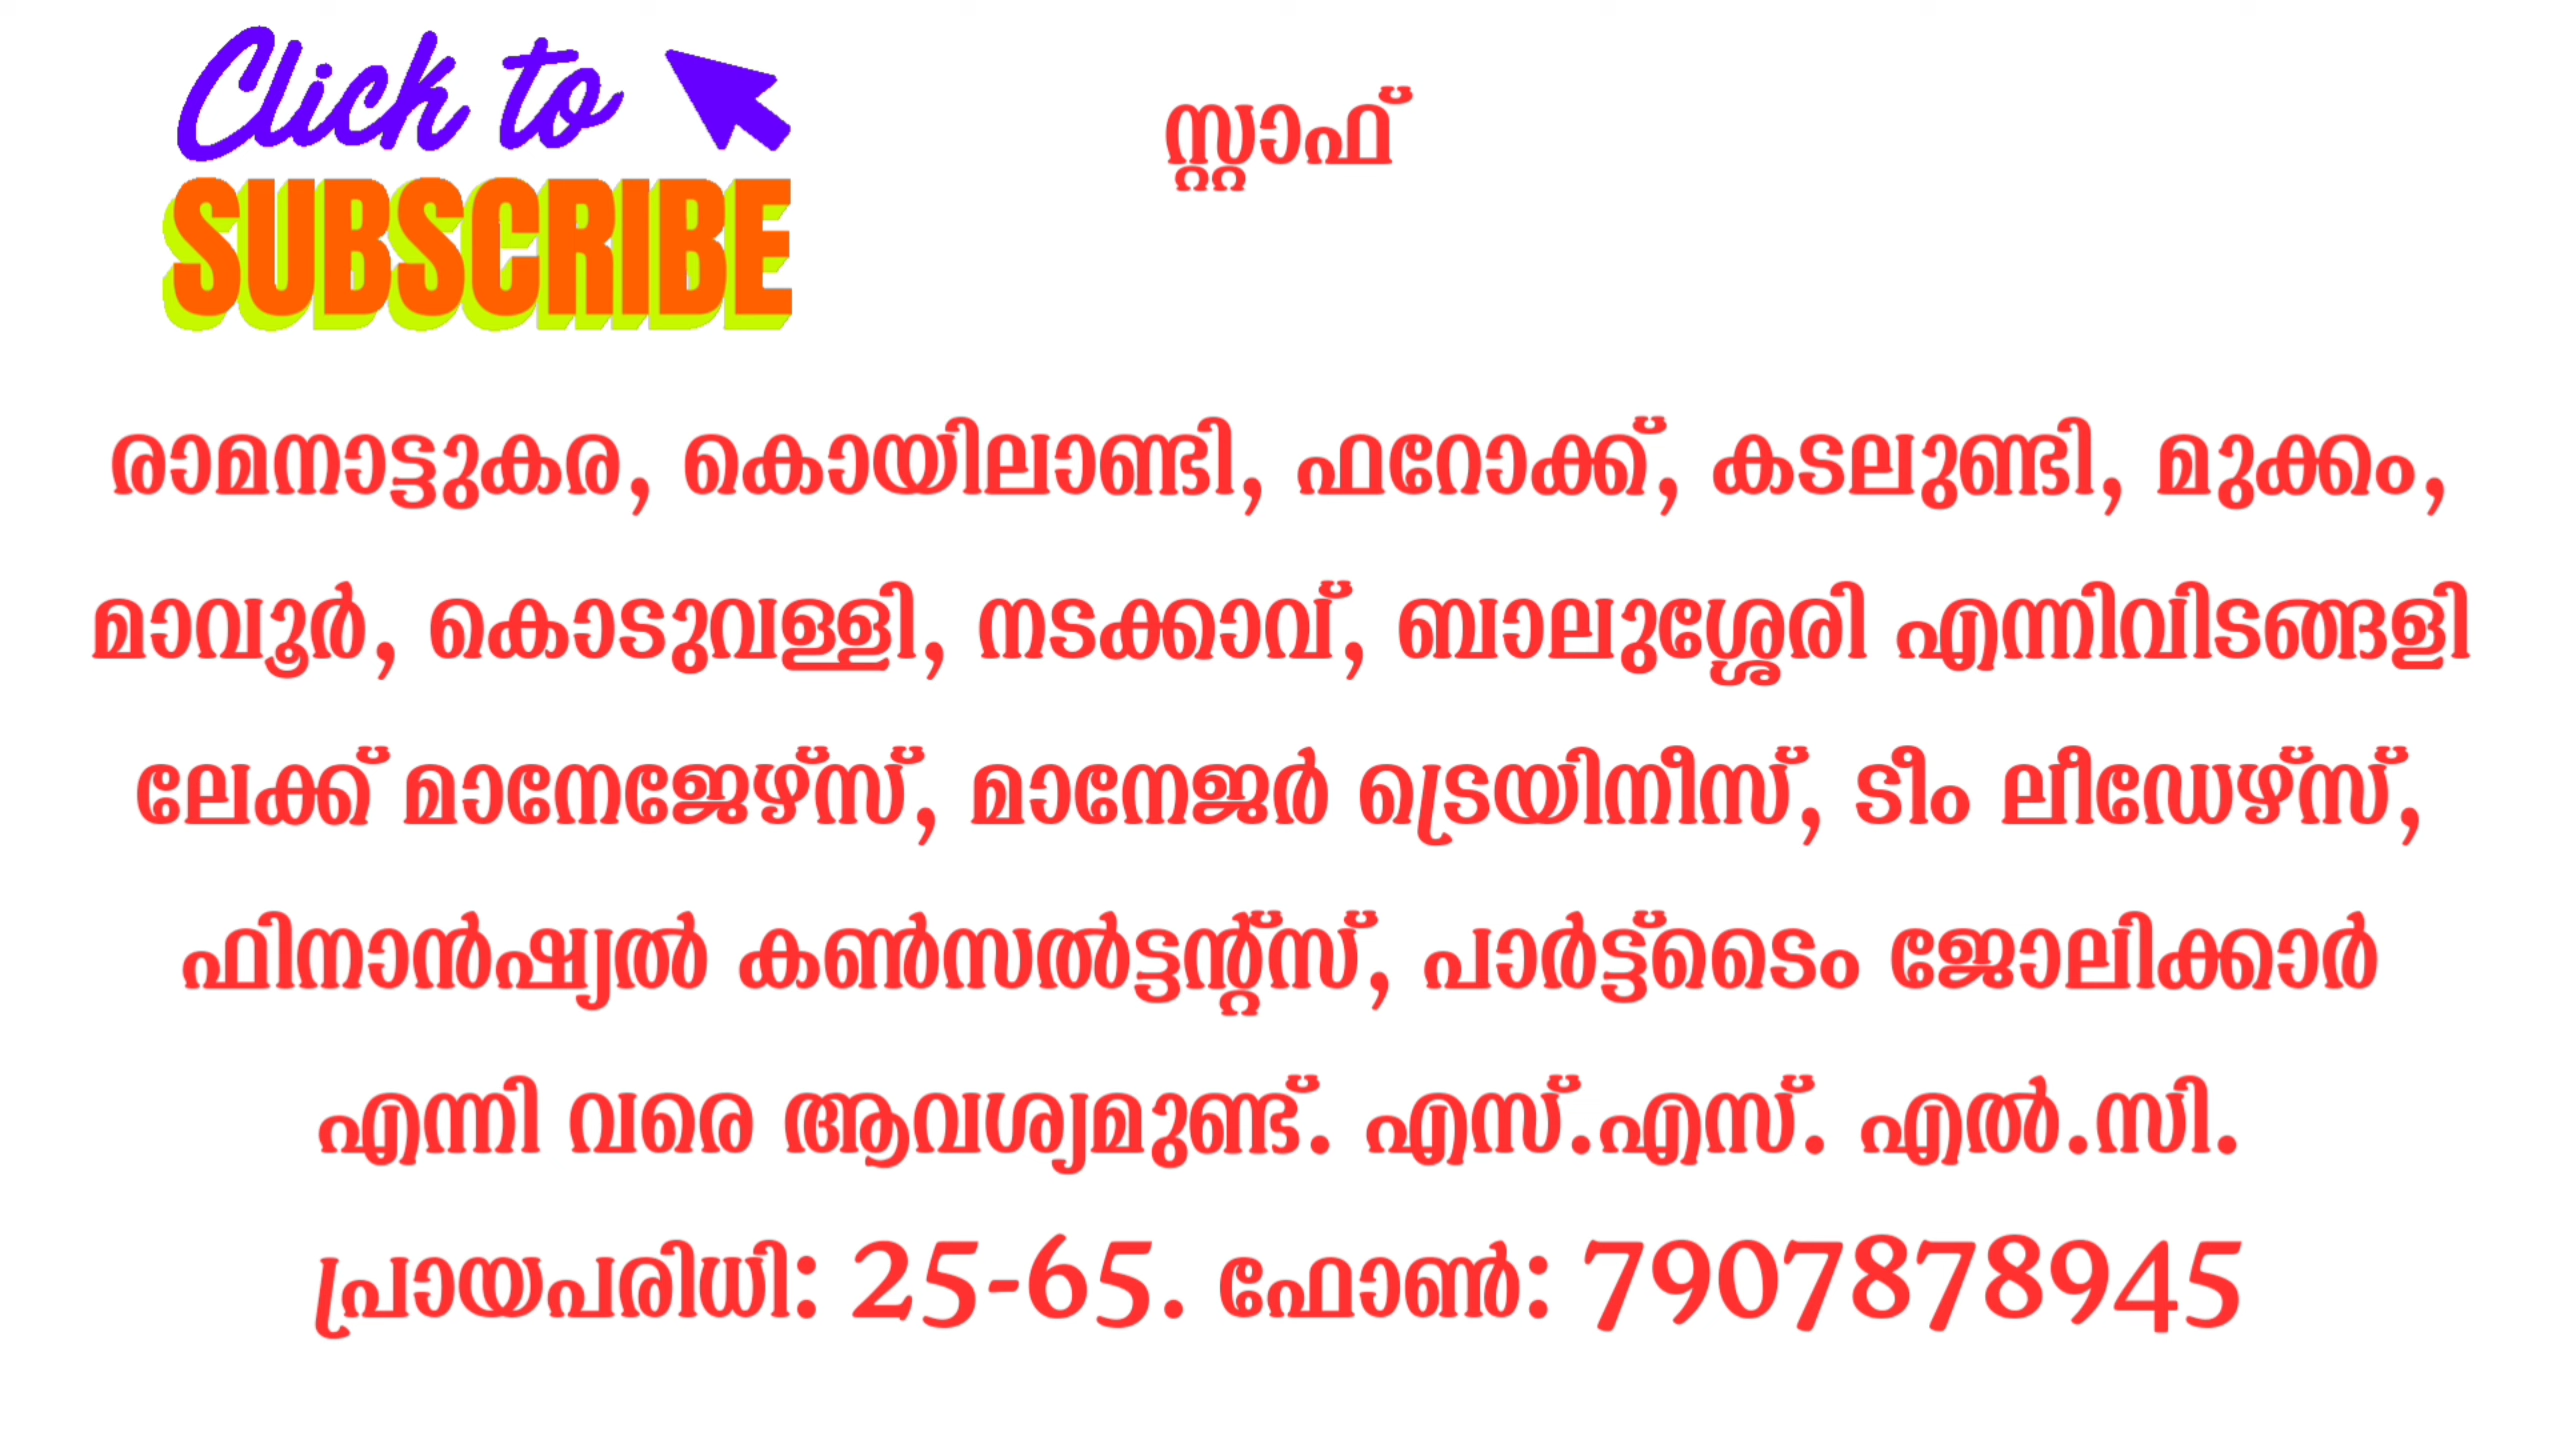 Click to
SUBSCRIBE
സ്റ്റാഫ്
രാമനാട്ടുകര, കൊയിലാണ്ടി, ഫറോക്ക്, കടലുണ്ടി, മുക്കം,
മാവൂർ, കൊടുവള്ളി, നടക്കാവ്, ബാലുശ്ശേരി എന്നിവിടങ്ങളി
ലേക്ക് മാനേജേഴ്സ്, മാനേജർ ട്രെയിനീസ്, ടീം ലീഡേഴ്സ്,
ഫിനാൻഷ്യൽ കൺസൽട്ടന്റ്സ്, പാർട്ട്ടൈം ജോലിക്കാർ
എന്നി വരെ ആവശ്യമുണ്ട്. എസ്.എസ്. എൽ.സി.
പ്രായപരിധി: 25-65. ഫോൺ: 7907878945